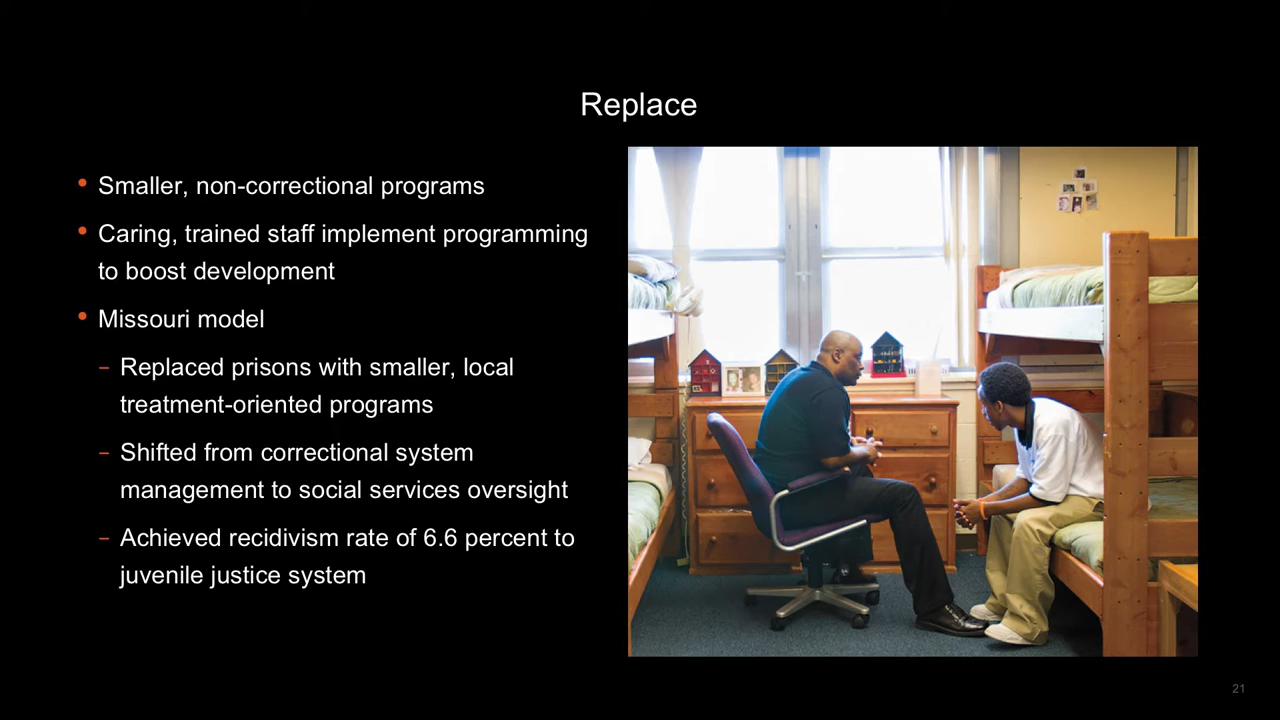 Replace
• Smaller, non-correctional programs
• Caring, trained staff implement programming
to boost development
• Missouri model
– Replaced prisons with smaller, local
treatment-oriented programs
– Shifted from correctional system
management to social services oversight
– Achieved recidivism rate of 6.6 percent to
juvenile justice system
21